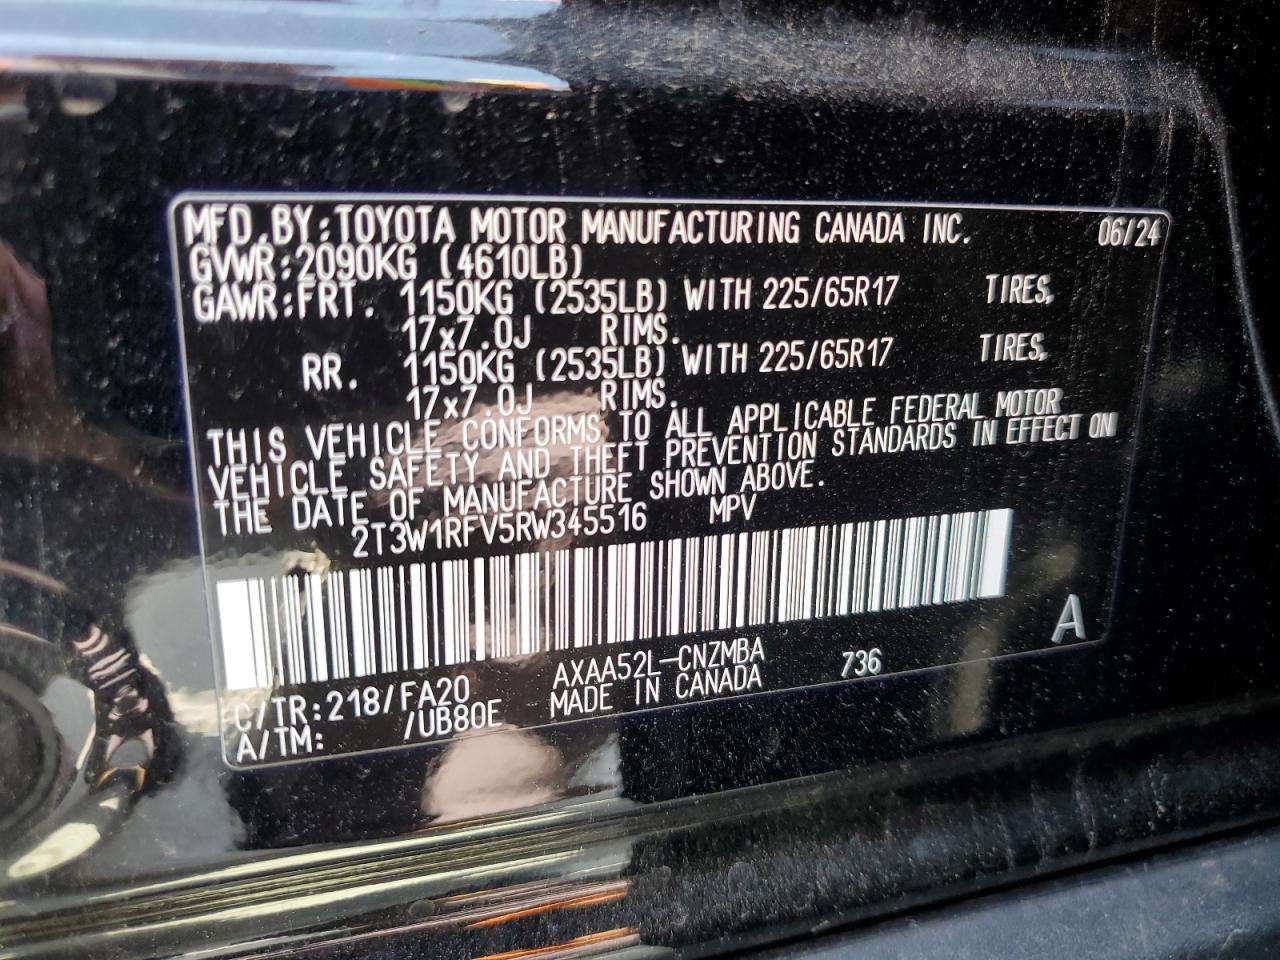 MFD.BY:TOYOTA MOTOR MANUFACTURING CANADA INC. 06/24
GVWR:2090KG (4610LB)
GAWR:FRT. 1150KG (2535LB) WITH 225/65R17 TIRES,
17x7.0J RIMS.
RR. 1150KG (2535LB) WITH 225/65R17 TIRES,
17x7.0J RIMS.
THIS VEHICLE CONFORMS TO ALL APPLICABLE FEDERAL MOTOR
VEHICLE SAFETY AND THEFT PREVENTION STANDARDS IN EFFECT ON
THE DATE OF MANUFACTURE SHOWN ABOVE.
2T3W1RFV5RW345516 MPV
A
C/TR:218/FA20 AXAA52L-CNZMBA 736
A/TM: /UB80E MADE IN CANADA